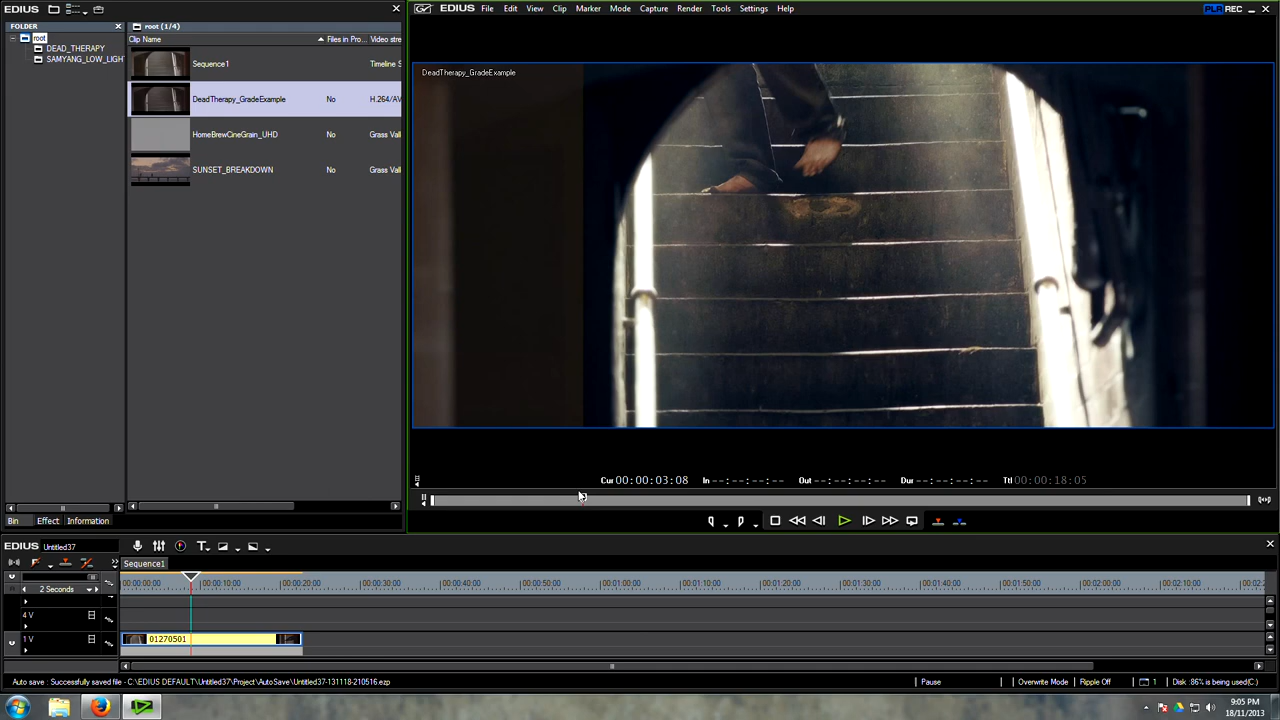 EDIUS
FOLDER
root
DEAD_THERAPY
SAMYANG_LOW_LIGH
root (1/4)
Clip Name Files in Pro... Video stre
Sequence1 Timeline S
DeadTherapy_GradeExample No H.264/AV
HomeBrewCineGrain_UHD No Grass Vall
SUNSET_BREAKDOWN No Grass Vall
Bin Effect Information
EDIUS File Edit View Clip Marker Mode Capture Render Tools Settings Help PLR REC
DeadTherapy_GradeExample
Cur 00:00:03:08 In --:--:--:-- Out --:--:--:-- Dur --:--:--:-- Ttl 00:00:18:05
EDIUS Untitled37
Sequence1
2 Seconds
00:00:00:00 00:00:10:00 00:00:20:00 00:00:30:00 00:00:40:00 00:00:50:00 00:01:00:00 00:01:10:00 00:01:20:00 00:01:30:00 00:01:40:00 00:01:50:00 00:02:00:00 00:02:10:00 00:02:2
4 V
1 V
01270501
Auto save : Successfully saved file - C:\EDIUS DEFAULT\Untitled37\Project\AutoSave\Untitled37-131118-210516.ezp Pause Overwrite Mode Ripple Off 1 Disk :86% is being used(C:)
9:05 PM
18/11/2013